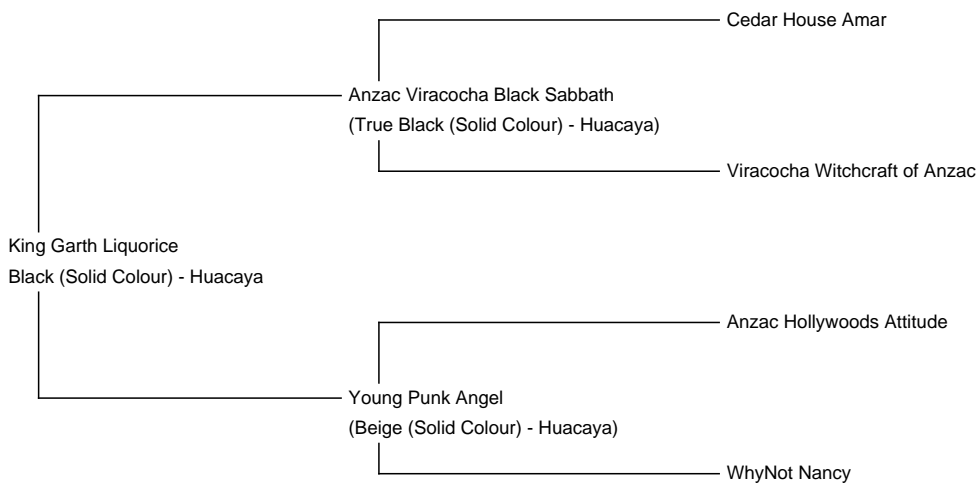 Cedar House Amar
Anzac Viracocha Black Sabbath
(True Black (Solid Colour) - Huacaya)
Viracocha Witchcraft of Anzac
King Garth Liquorice
Black (Solid Colour) - Huacaya
Anzac Hollywoods Attitude
Young Punk Angel
(Beige (Solid Colour) - Huacaya)
WhyNot Nancy